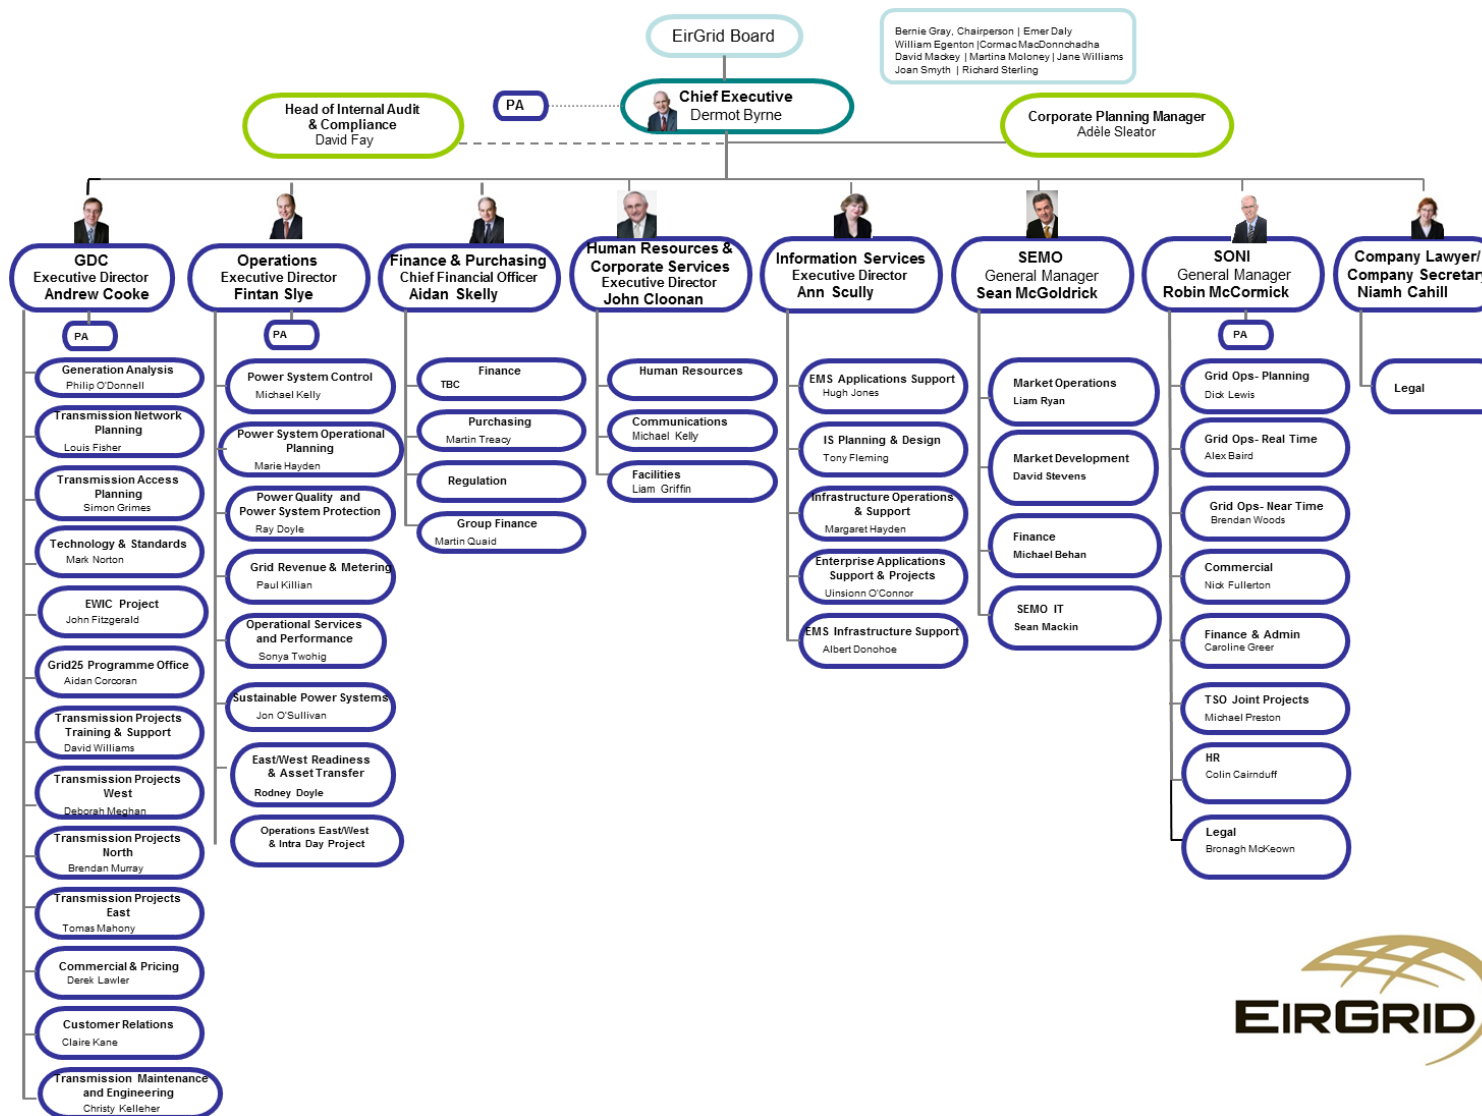 EirGrid Board
Bernie Gray, Chairperson | Emer Daly
William Egenton |Cormac MacDonnchadha
David Mackey | Martina Moloney | Jane Williams
Joan Smyth | Richard Sterling
PA
Chief Executive
Dermot Byrne
Head of Internal Audit
& Compliance
David Fay
Corporate Planning Manager
Adèle Sleator
GDC
Executive Director
Andrew Cooke
PA
Generation Analysis
Philip O'Donnell
Transmission Network
Planning
Louis Fisher
Transmission Access
Planning
Simon Grimes
Technology & Standards
Mark Norton
EWIC Project
John Fitzgerald
Grid25 Programme Office
Aidan Corcoran
Transmission Projects
Training & Support
David Williams
Transmission Projects
West
Deborah Meghan
Transmission Projects
North
Brendan Murray
Transmission Projects
East
Tomas Mahony
Commercial & Pricing
Derek Lawler
Customer Relations
Claire Kane
Transmission Maintenance
and Engineering
Christy Kelleher
Operations
Executive Director
Fintan Slye
PA
Power System Control
Michael Kelly
Power System Operational
Planning
Marie Hayden
Power Quality and
Power System Protection
Ray Doyle
Grid Revenue & Metering
Paul Killian
Operational Services
and Performance
Sonya Twohig
Sustainable Power Systems
Jon O'Sullivan
East/West Readiness
& Asset Transfer
Rodney Doyle
Operations East/West
& Intra Day Project
Finance & Purchasing
Chief Financial Officer
Aidan Skelly
Finance
TBC
Purchasing
Martin Treacy
Regulation
Group Finance
Martin Quaid
Human Resources &
Corporate Services
Executive Director
John Cloonan
Human Resources
Communications
Michael Kelly
Facilities
Liam Griffin
Information Services
Executive Director
Ann Scully
EMS Applications Support
Hugh Jones
IS Planning & Design
Tony Fleming
Infrastructure Operations
& Support
Margaret Hayden
Enterprise Applications
Support & Projects
Uinsionn O'Connor
EMS Infrastructure Support
Albert Donohoe
SEMO
General Manager
Sean McGoldrick
Market Operations
Liam Ryan
Market Development
David Stevens
Finance
Michael Behan
SEMO IT
Sean Mackin
SONI
General Manager
Robin McCormick
PA
Grid Ops- Planning
Dick Lewis
Grid Ops- Real Time
Alex Baird
Grid Ops- Near Time
Brendan Woods
Commercial
Nick Fullerton
Finance & Admin
Caroline Greer
TSO Joint Projects
Michael Preston
HR
Colin Cairnduff
Legal
Bronagh McKeown
Company Lawyer/
Company Secretary
Niamh Cahill
Legal
EIRGRID